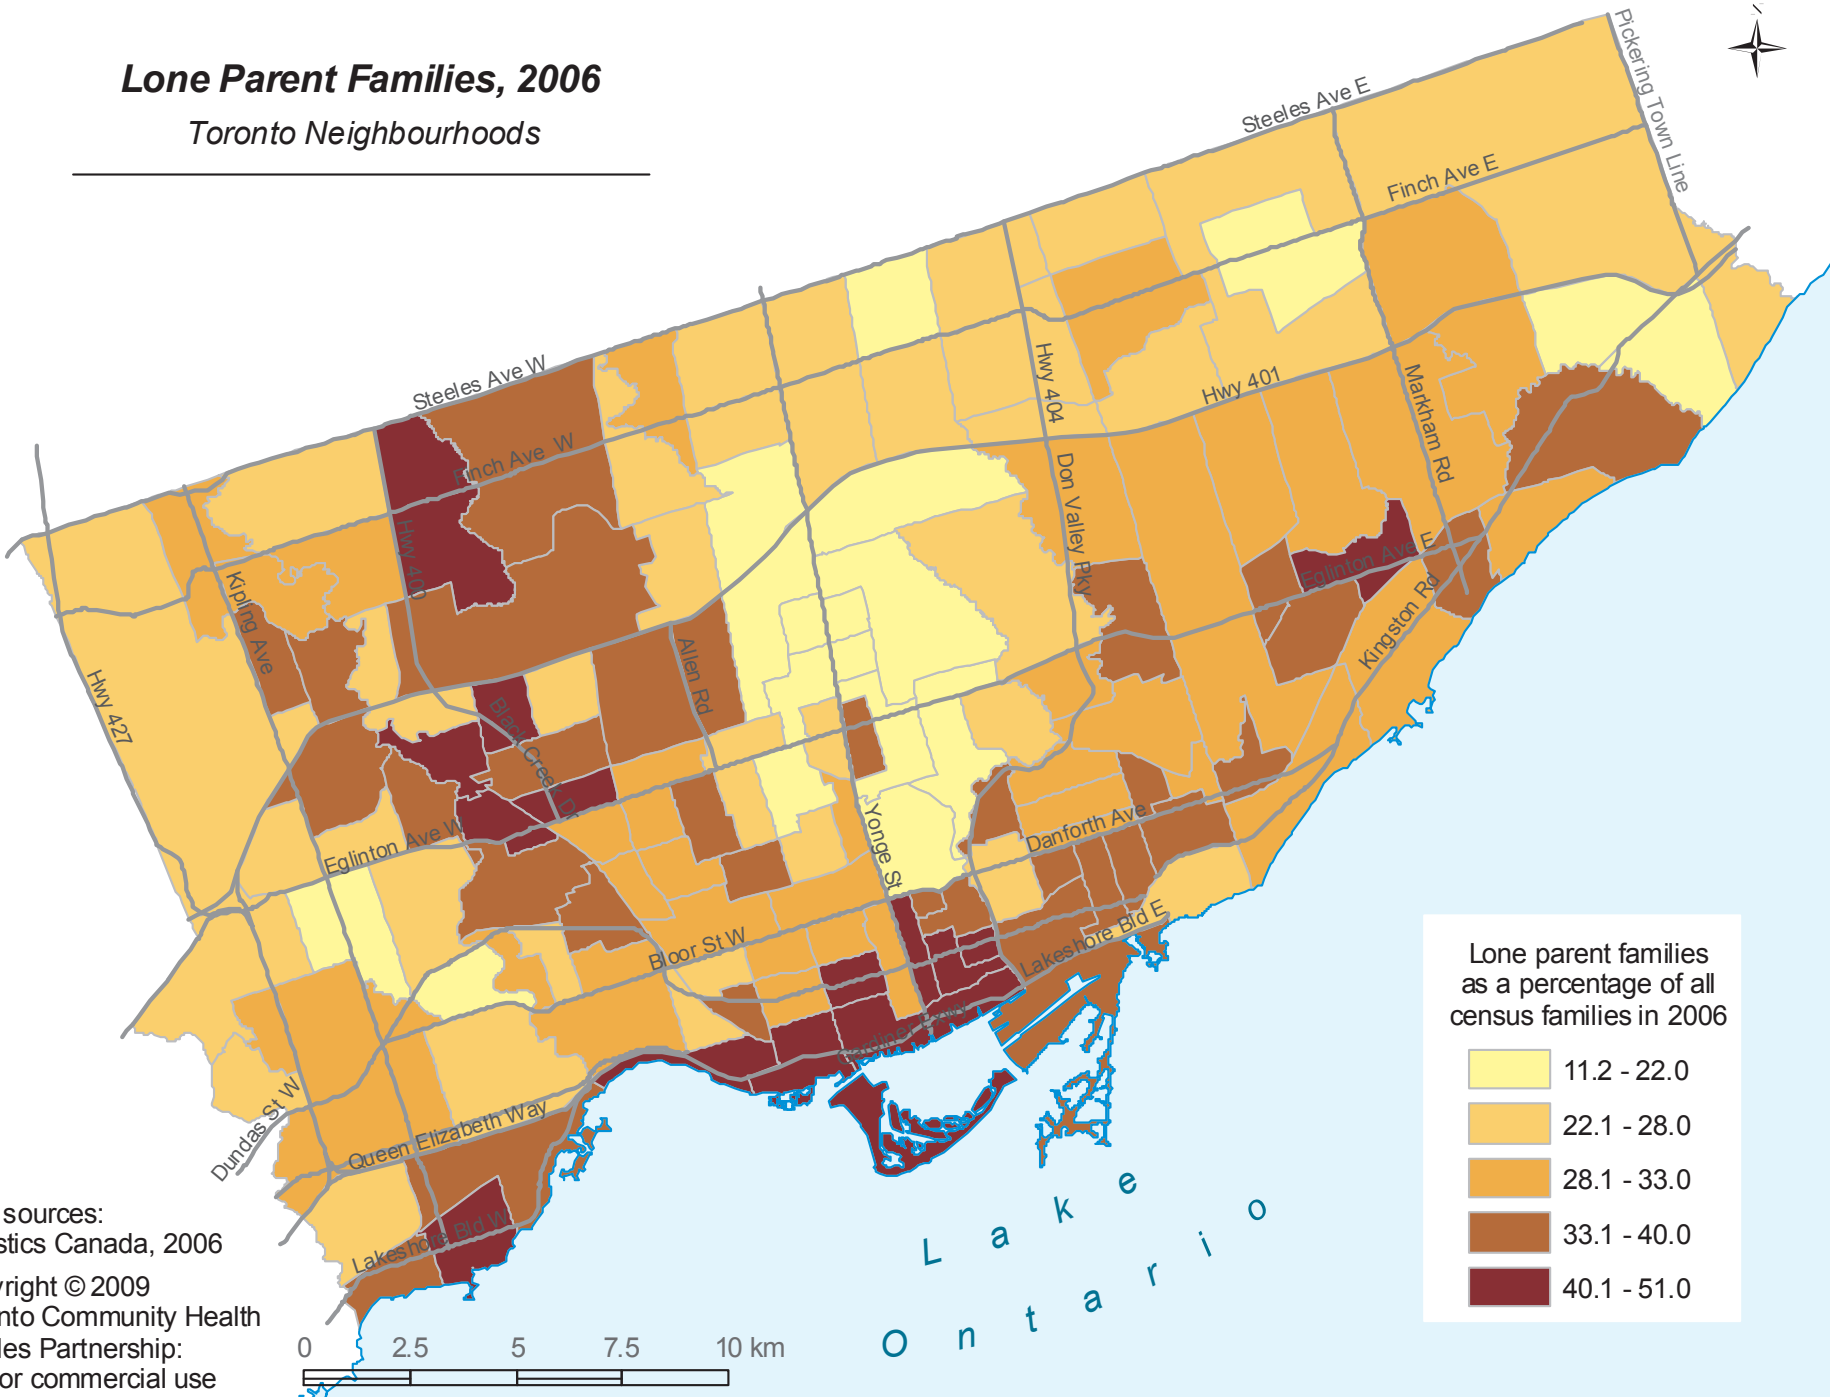 Lone Parent Families, 2006
Toronto Neighbourhoods
N
Pickering Town Line
Steeles Ave E
Finch Ave E
Steeles Ave W
Finch Ave W
Hwy 401
Hwy 404
Markham Rd
Don Valley Pky
Hwy 400
Kipling Ave
Eglinton Ave E
Kingston Rd
Allen Rd
Hwy 427
Black Creek Dr
Eglinton Ave W
Yonge St
Danforth Ave
Bloor St W
Lakeshore Bld E
Gardiner Expwy
Dundas St W
Queen Elizabeth Way
Lakeshore Bld W
Lake
Ontario
Lone parent families
as a percentage of all
census families in 2006
11.2 - 22.0
22.1 - 28.0
28.1 - 33.0
33.1 - 40.0
40.1 - 51.0
sources:
stics Canada, 2006
yright © 2009
nto Community Health
les Partnership:
or commercial use
0 2.5 5 7.5 10 km